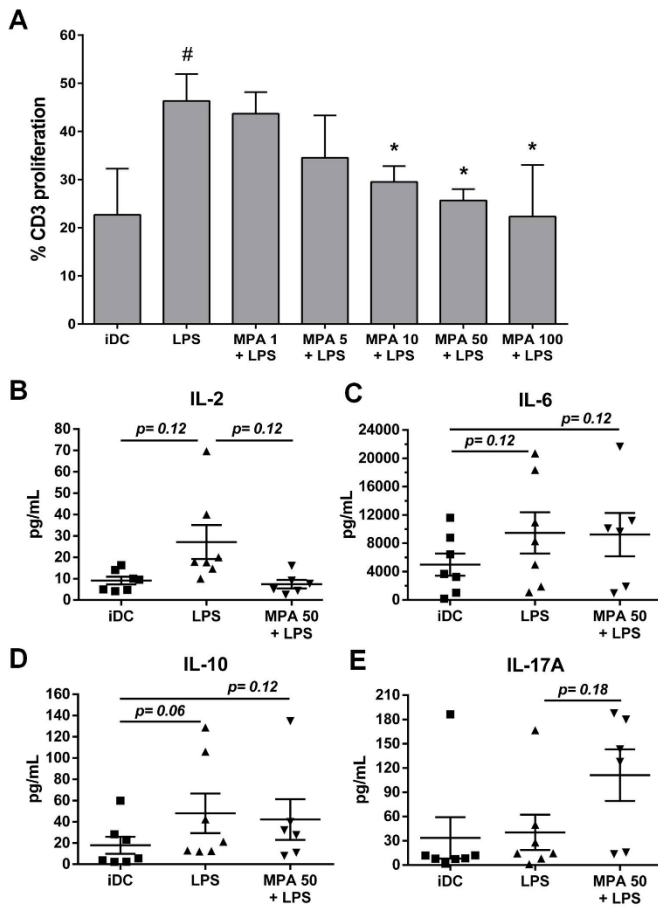 A
% CD3 proliferation
60
50
40
30
20
10
0
#
*
*
*
iDC
LPS
MPA 1 + LPS
MPA 5 + LPS
MPA 10 + LPS
MPA 50 + LPS
MPA 100 + LPS
B
IL-2
pg/mL
80
70
60
50
40
30
20
10
0
p= 0.12
p= 0.12
iDC
LPS
MPA 50
+ LPS
C
IL-6
pg/mL
24000
20000
16000
12000
8000
4000
0
p= 0.12
p= 0.12
iDC
LPS
MPA 50
+ LPS
D
IL-10
pg/mL
160
140
120
100
80
60
40
20
0
p= 0.12
p= 0.06
iDC
LPS
MPA 50
+ LPS
E
IL-17A
pg/mL
210
180
150
120
90
60
30
0
p= 0.18
iDC
LPS
MPA 50
+ LPS